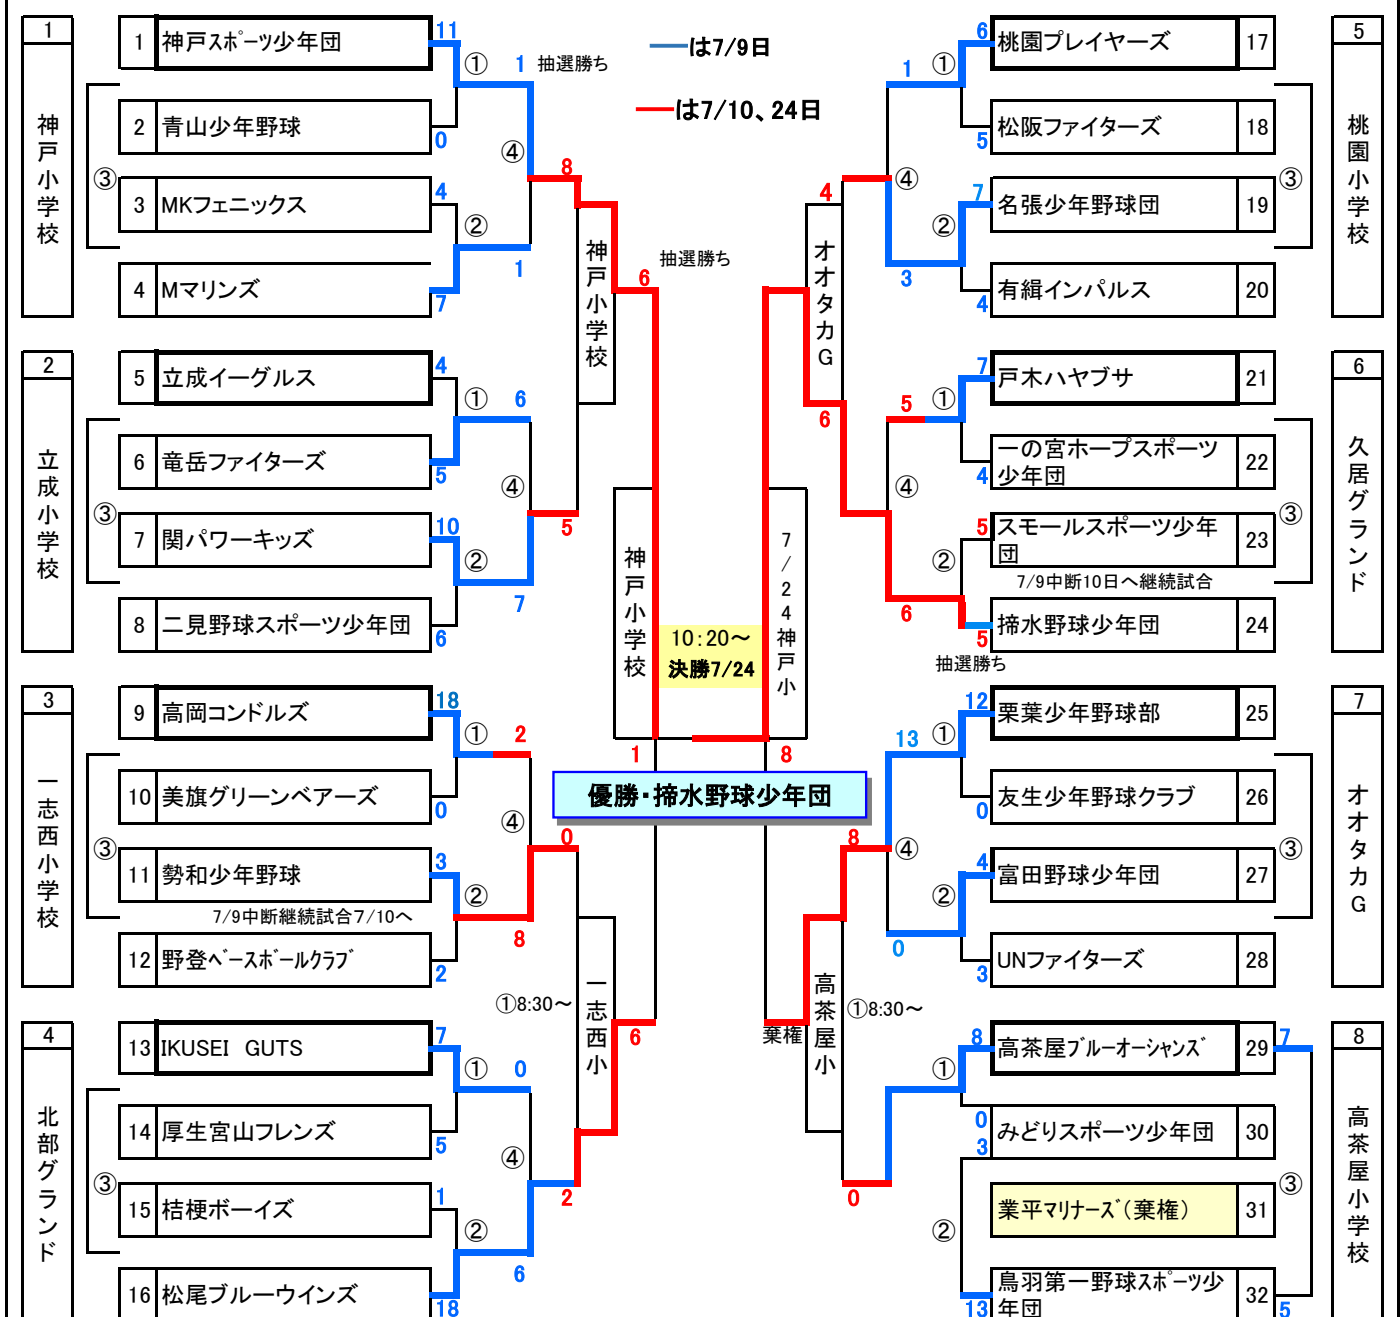 1
神戸小学校
③
1 神戸スポーツ少年団 11
①
2 青山少年野球 0
3 MKフェニックス 4
②
4 Mマリンズ 7
1 抽選勝ち
④
1
8
2
立成小学校
③
5 立成イーグルス 4
①
6 竜岳ファイターズ 5
7 関パワーキッズ 10
②
8 二見野球スポーツ少年団 6
6
④
7
5
神戸小学校
6 抽選勝ち
3
一志西小学校
③
9 高岡コンドルズ 18
①
10 美旗グリーンベアーズ 0
11 勢和少年野球 3
7/9中断継続試合7/10へ
②
12 野登ベースボールクラブ 2
2
④
8
0
4
北部グランド
③
13 IKUSEI GUTS 7
①
14 厚生宮山フレンズ 5
15 桔梗ボーイズ 1
②
16 松尾ブルーウインズ 18
0
④
6
2
①8:30～
一志西小
6
神戸小学校
1
は7/9日
は7/10、24日
10:20～
決勝7/24
7/24神戸小
8
優勝・揥水野球少年団
5
桃園小学校
③
6 桃園プレイヤーズ 17
①
5 松阪ファイターズ 18
7 名張少年野球団 19
②
4 有緝インパルス 20
1
④
3
4
オオタカG
6
6
久居グランド
③
7 戸木ハヤブサ 21
①
4 一の宮ホープスポーツ
少年団 22
5 スモールスポーツ少年
団 23
7/9中断10日へ継続試合
②
5 揥水野球少年団 24
抽選勝ち
5
④
6
7
オオタカG
③
12 栗葉少年野球部 25
①
0 友生少年野球クラブ 26
4 富田野球少年団 27
②
3 UNファイターズ 28
13
④
0
8
高茶屋小
①8:30～
棄権
0
8
高茶屋小学校
③
8 高茶屋ブルーオーシャンズ 29 7
①
0
3
みどりスポーツ少年団 30
業平マリナーズ(棄権) 31
②
13 鳥羽第一野球スポーツ少
年団 32 5